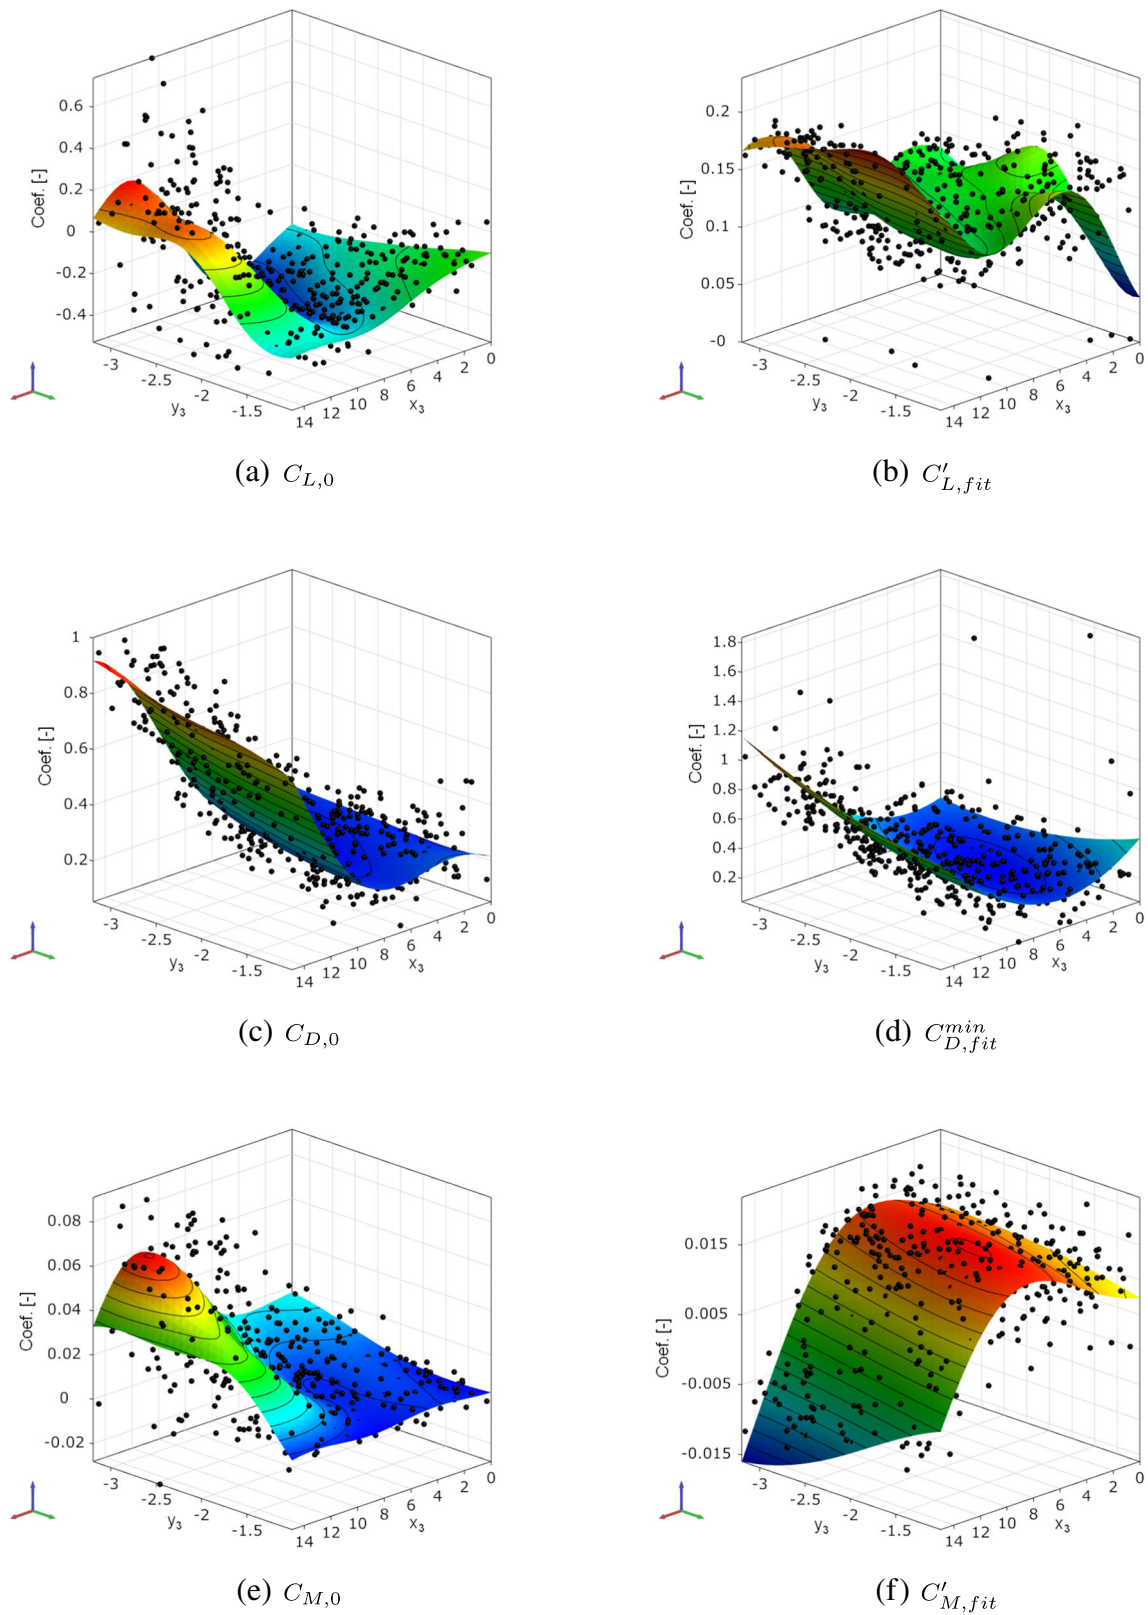 0.6
0.4
0.2
0
-0.2
-0.4
Coef. [-]
-3
-2.5
-2
-1.5
y3
14 12 10 8 6 4 2 0
x3
(a) C_{L,0}
0.2
0.15
0.1
0.05
-0
Coef. [-]
-3
-2.5
-2
-1.5
y3
14 12 10 8 6 4 2 0
x3
(b) C'_{L,fit}
1
0.8
0.6
0.4
0.2
Coef. [-]
-3
-2.5
-2
-1.5
y3
14 12 10 8 6 4 2 0
x3
(c) C_{D,0}
1.8
1.6
1.4
1.2
1
0.8
0.6
0.4
0.2
Coef. [-]
-3
-2.5
-2
-1.5
y3
14 12 10 8 6 4 2 0
x3
(d) C^{min}_{D,fit}
0.08
0.06
0.04
0.02
0
-0.02
Coef. [-]
-3
-2.5
-2
-1.5
y3
14 12 10 8 6 4 2 0
x3
(e) C_{M,0}
0.015
0.005
-0.005
-0.015
Coef. [-]
-3
-2.5
-2
-1.5
y3
14 12 10 8 6 4 2 0
x3
(f) C'_{M,fit}